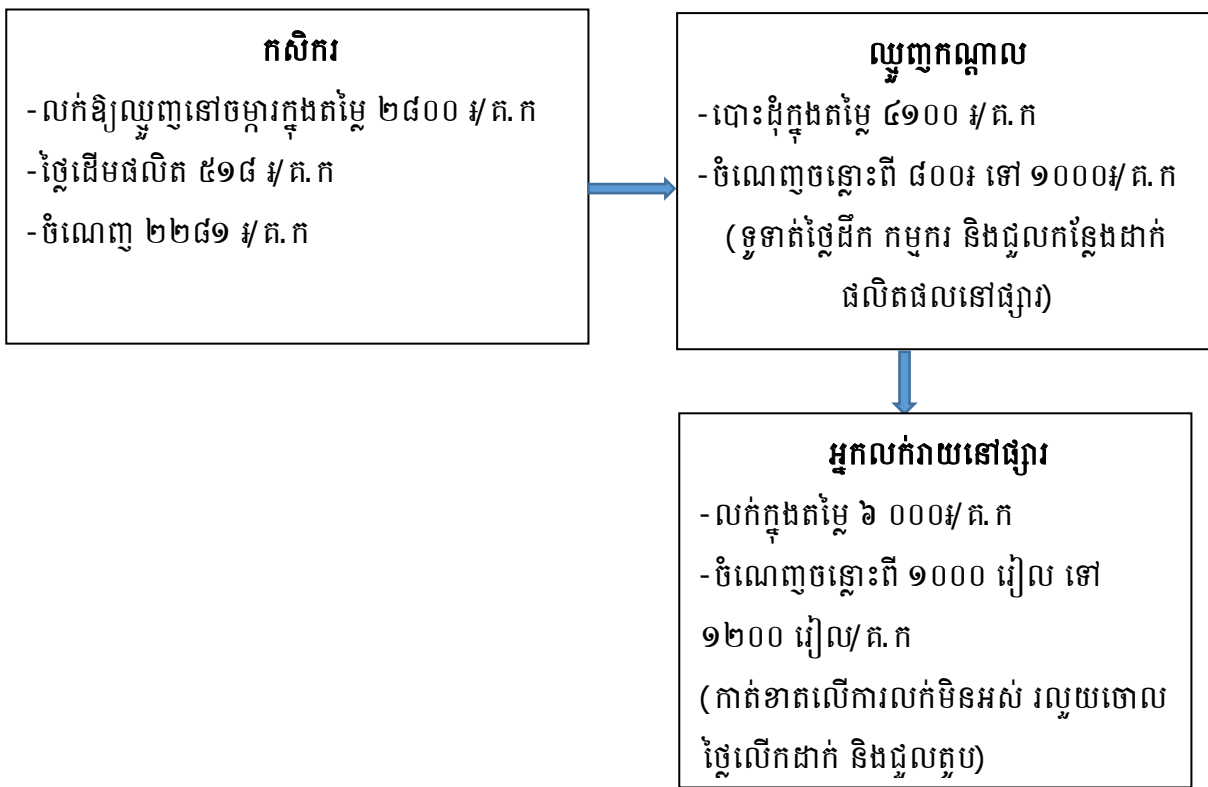 កសិករ
-លក់ឱ្យឈ្មួញនៅចម្ការក្នុងតម្លៃ ២៨០០ ៛/គ.ក
-ថ្លៃដើមផលិត ៥១៨ ៛/គ.ក
-ចំណេញ ២២៨១ ៛/គ.ក
ឈ្មួញកណ្តាល
-បោះដុំក្នុងតម្លៃ ៤១០០ ៛/គ.ក
-ចំណេញចន្លោះពី ៨០០៛ ទៅ ១០០០៛/គ.ក
(ទូទាត់ថ្លៃដឹក កម្មករ និងជួលកន្លែងដាក់
ផលិតផលនៅផ្សារ)
អ្នកលក់រាយនៅផ្សារ
-លក់ក្នុងតម្លៃ ៦ ០០០៛/គ.ក
-ចំណេញចន្លោះពី ១០០០ រៀល ទៅ
១២០០ រៀល/គ.ក
(កាត់ខាតលើការលក់មិនអស់ រលួយចោល
ថ្លៃលើកដាក់ និងជួលតូប)